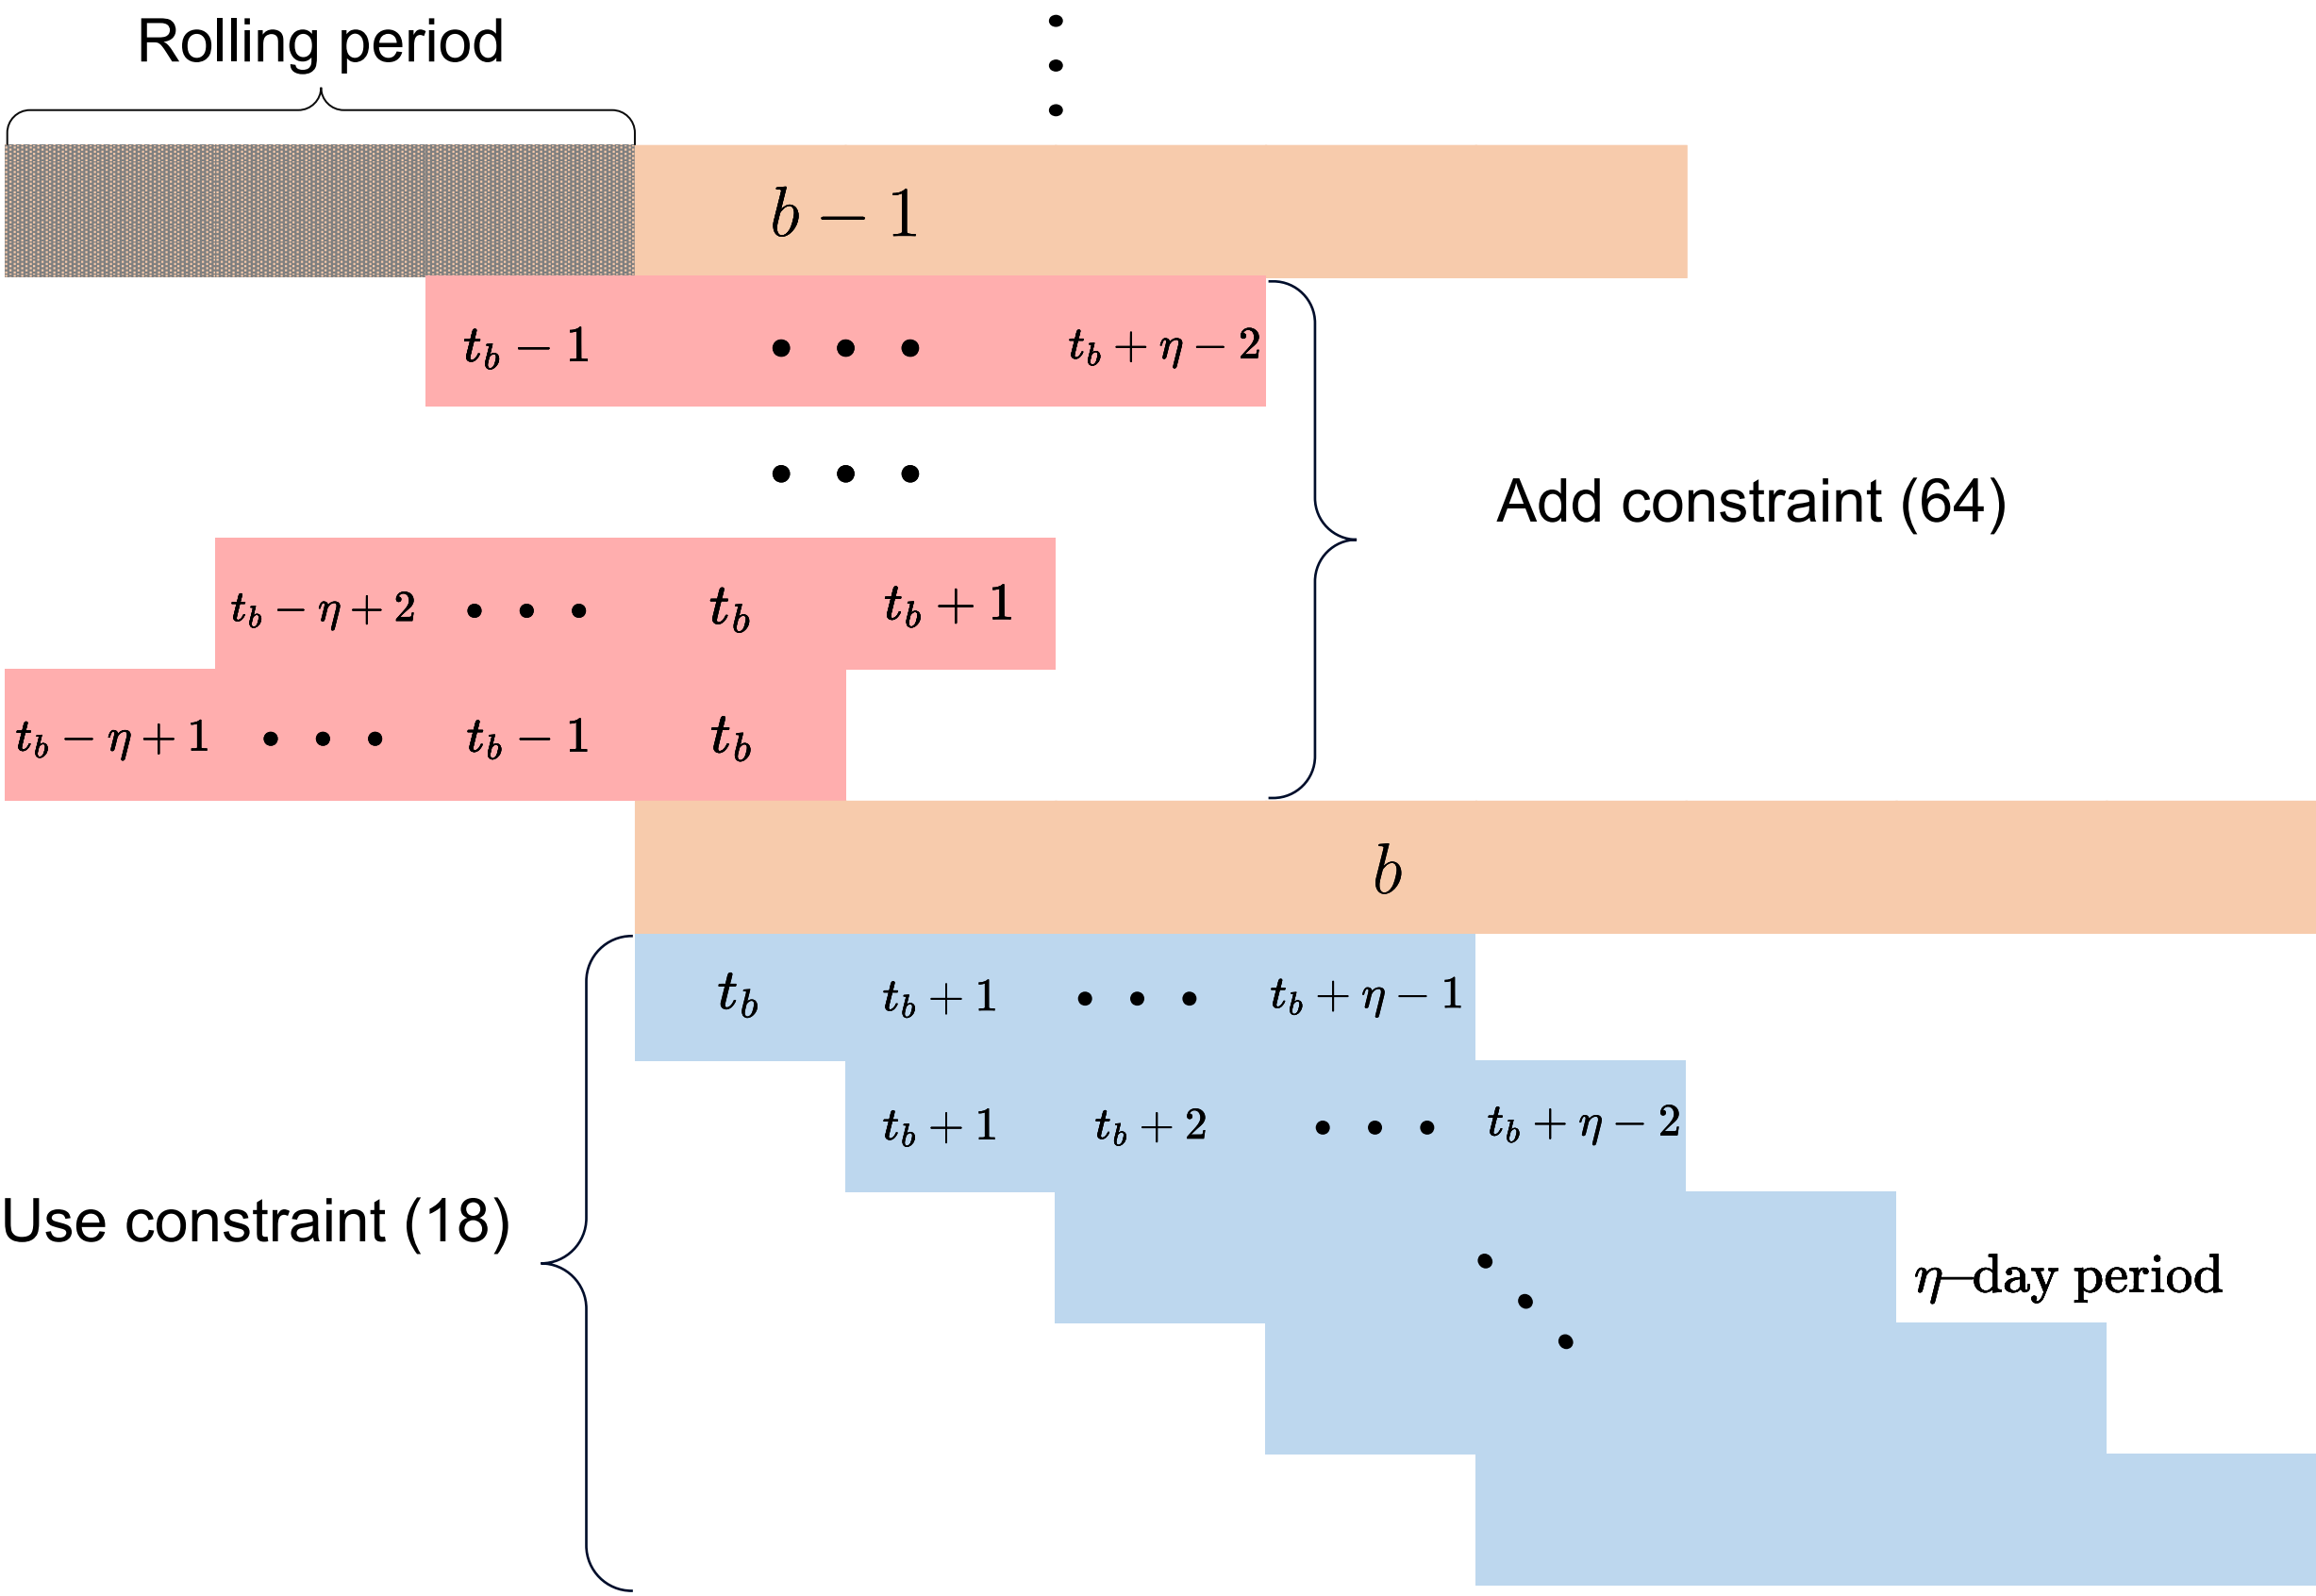 Rolling period
b − 1
t_b − 1 • • • t_b + η − 2
• • •
Add constraint (64)
t_b − η + 2 • • • t_b t_b + 1
t_b − η + 1 • • • t_b − 1 t_b
b
t_b t_b + 1 • • • t_b + η − 1
t_b + 1 t_b + 2 • • • t_b + η − 2
Use constraint (18)
η–day period